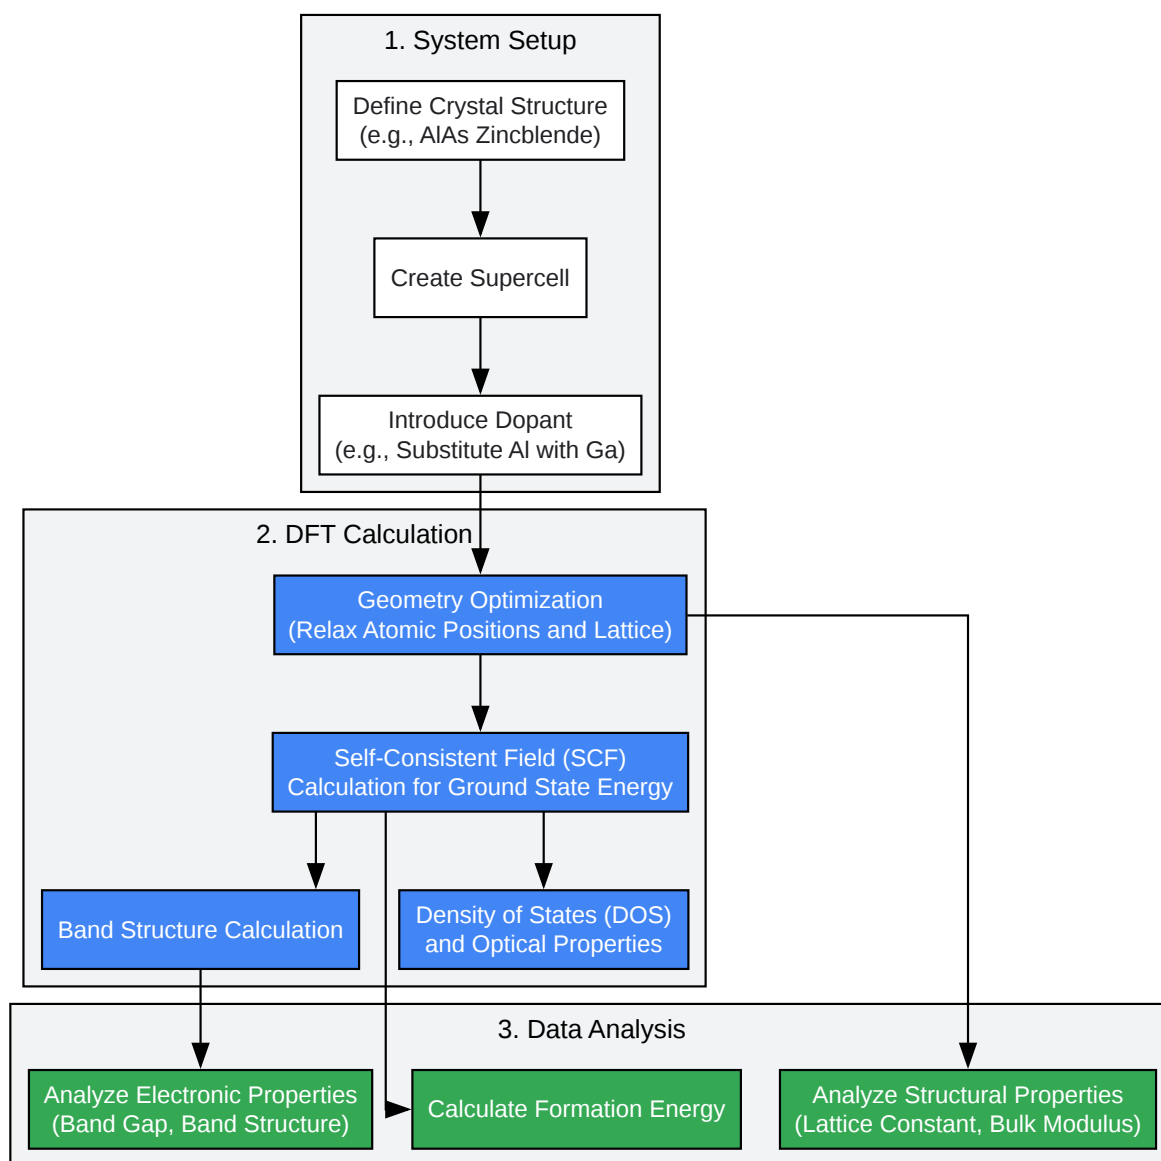 1. System Setup
Define Crystal Structure
(e.g., AlAs Zincblende)
Create Supercell
Introduce Dopant
(e.g., Substitute Al with Ga)
2. DFT Calculation
Geometry Optimization
(Relax Atomic Positions and Lattice)
Self-Consistent Field (SCF)
Calculation for Ground State Energy
Band Structure Calculation
Density of States (DOS)
and Optical Properties
3. Data Analysis
Analyze Electronic Properties
(Band Gap, Band Structure)
Calculate Formation Energy
Analyze Structural Properties
(Lattice Constant, Bulk Modulus)